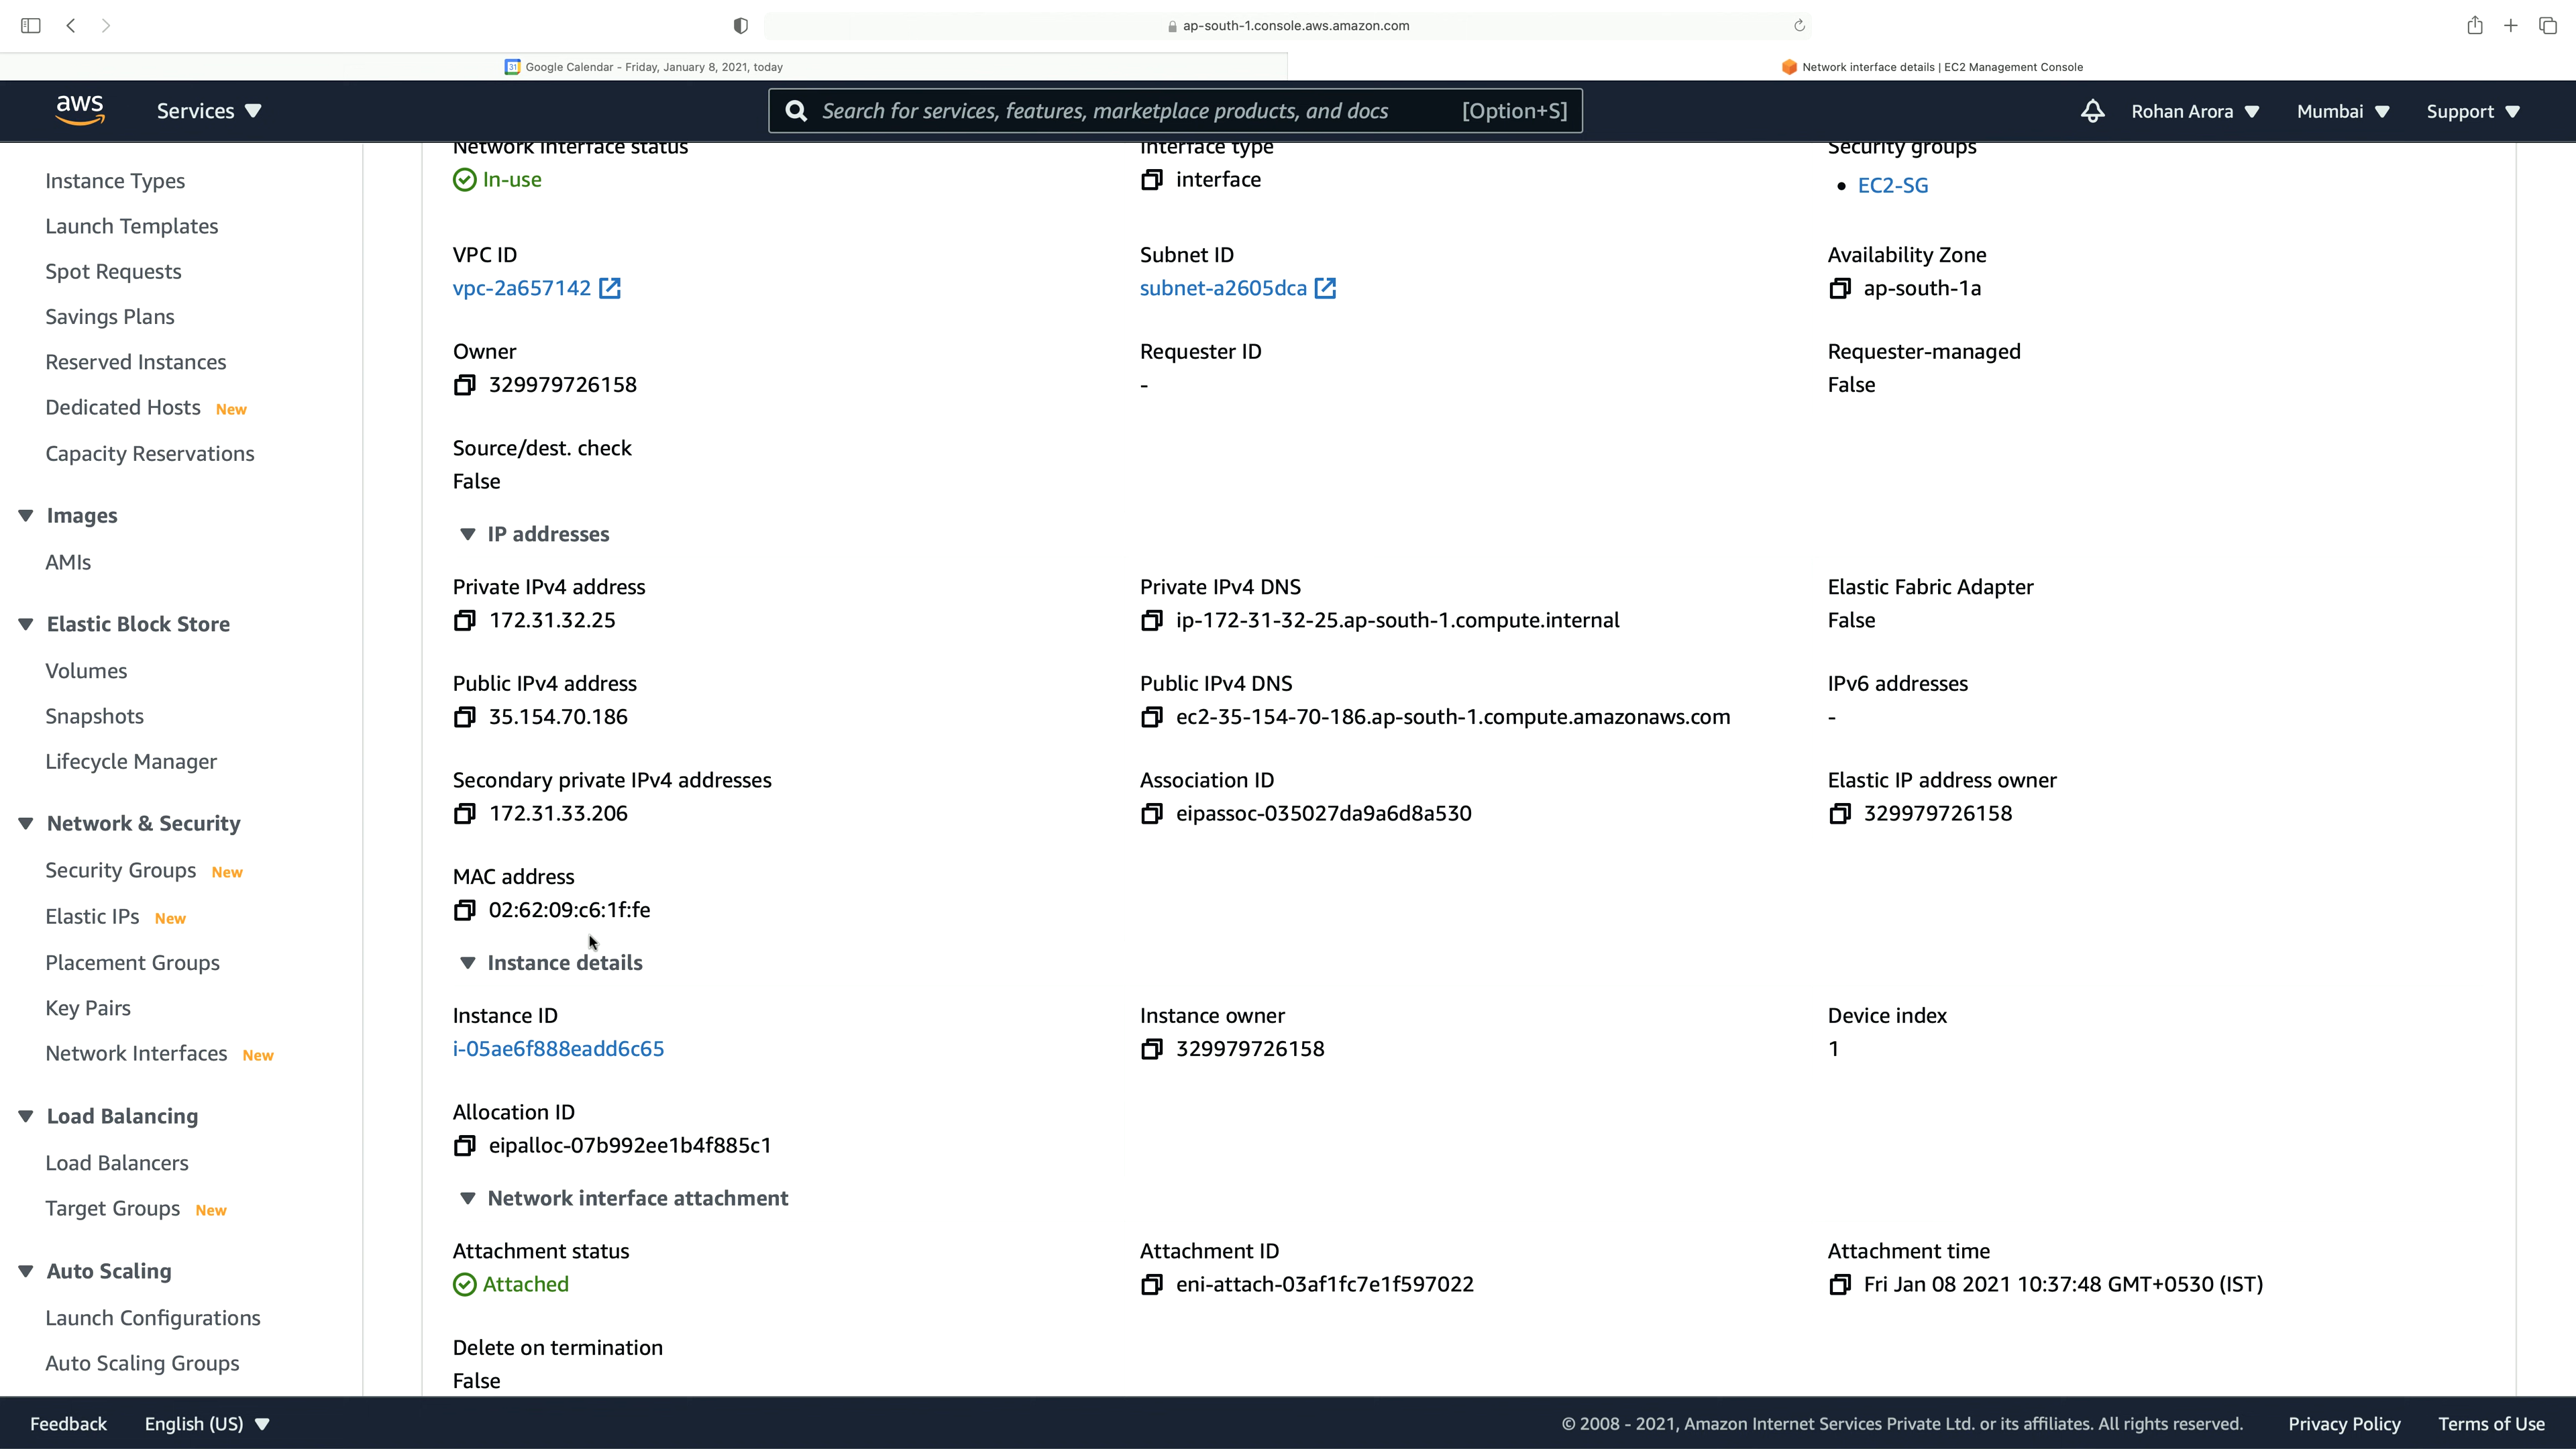 ap-south-1.console.aws.amazon.com
Google Calendar - Friday, January 8, 2021, today
Network interface details | EC2 Management Console
aws
Services
Search for services, features, marketplace products, and docs [Option+S]
Rohan Arora
Mumbai
Support
Instance Types
Launch Templates
Spot Requests
Savings Plans
Reserved Instances
Dedicated Hosts New
Capacity Reservations
Images
AMIs
Elastic Block Store
Volumes
Snapshots
Lifecycle Manager
Network & Security
Security Groups New
Elastic IPs New
Placement Groups
Key Pairs
Network Interfaces New
Load Balancing
Load Balancers
Target Groups New
Auto Scaling
Launch Configurations
Auto Scaling Groups
Network interface status
In-use
Interface type
interface
Security groups
• EC2-SG
VPC ID
vpc-2a657142
Subnet ID
subnet-a2605dca
Availability Zone
ap-south-1a
Owner
329979726158
Requester ID
-
Requester-managed
False
Source/dest. check
False
IP addresses
Private IPv4 address
172.31.32.25
Private IPv4 DNS
ip-172-31-32-25.ap-south-1.compute.internal
Elastic Fabric Adapter
False
Public IPv4 address
35.154.70.186
Public IPv4 DNS
ec2-35-154-70-186.ap-south-1.compute.amazonaws.com
IPv6 addresses
-
Secondary private IPv4 addresses
172.31.33.206
Association ID
eipassoc-035027da9a6d8a530
Elastic IP address owner
329979726158
MAC address
02:62:09:c6:1f:fe
Instance details
Instance ID
i-05ae6f888eadd6c65
Instance owner
329979726158
Device index
1
Allocation ID
eipalloc-07b992ee1b4f885c1
Network interface attachment
Attachment status
Attached
Attachment ID
eni-attach-03af1fc7e1f597022
Attachment time
Fri Jan 08 2021 10:37:48 GMT+0530 (IST)
Delete on termination
False
Feedback
English (US)
© 2008 - 2021, Amazon Internet Services Private Ltd. or its affiliates. All rights reserved.
Privacy Policy
Terms of Use